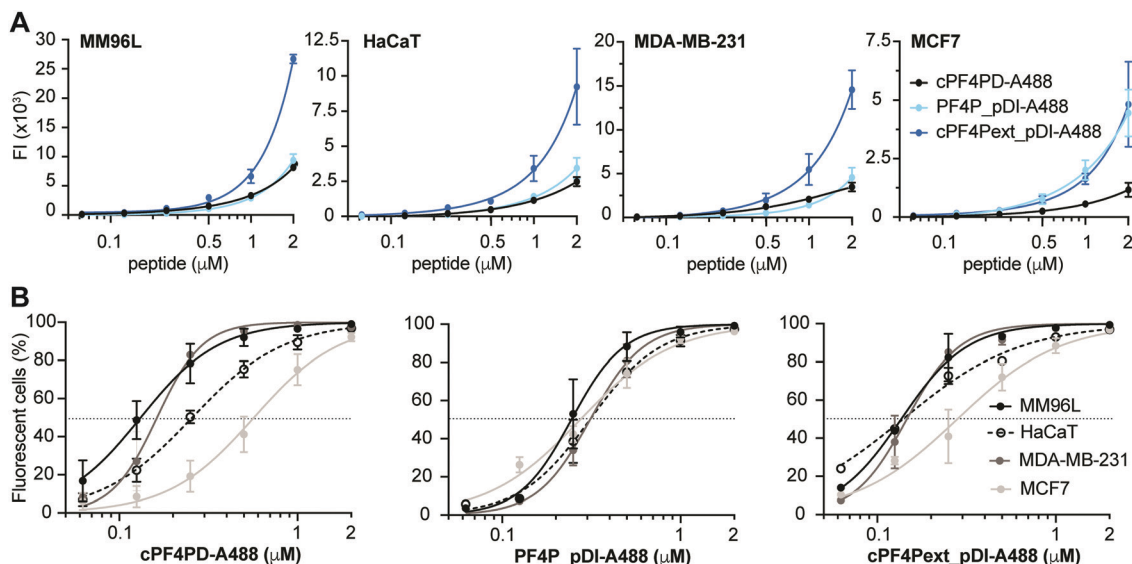 A
MM96L
HaCaT
MDA-MB-231
MCF7
FI (x10³)
30
25
20
15
10
5
0
12.5
10
7.5
5
2.5
0
20
15
10
5
0
7.5
5
2.5
0
cPF4PD-A488
PF4P_pDI-A488
cPF4Pext_pDI-A488
0.1 0.5 1 2
0.1 0.5 1 2
0.1 0.5 1 2
0.1 0.5 1 2
peptide (µM)
peptide (µM)
peptide (µM)
peptide (µM)
B
Fluorescent cells (%)
100
80
60
40
20
0
100
80
60
40
20
0
100
80
60
40
20
0
MM96L
HaCaT
MDA-MB-231
MCF7
0.1 1 2
0.1 1 2
0.1 1 2
cPF4PD-A488 (µM)
PF4P_pDI-A488 (µM)
cPF4Pext_pDI-A488 (µM)